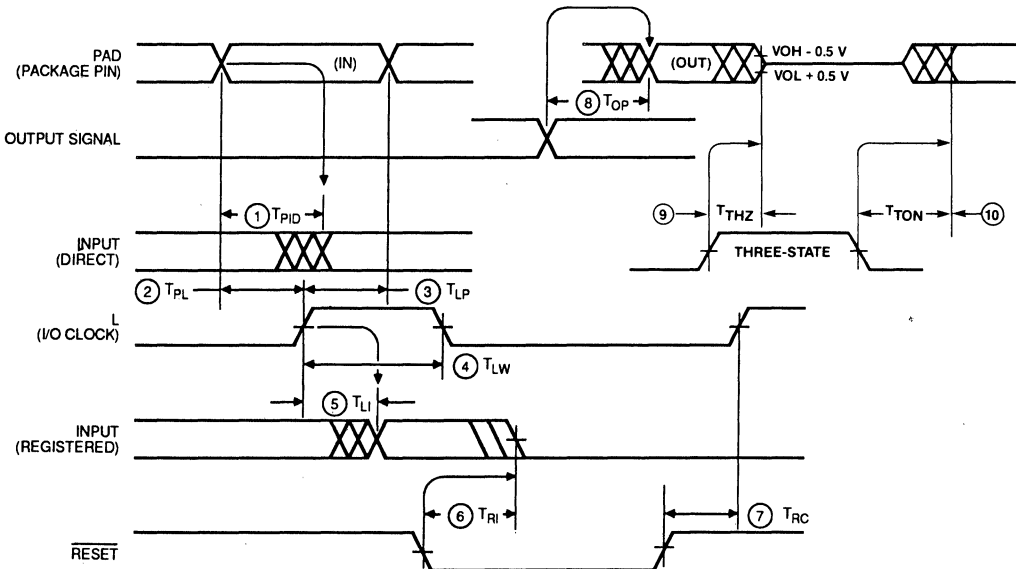 PAD
(PACKAGE PIN)
(IN)
(OUT)
VOH - 0.5 V
VOL + 0.5 V
8 TOP
OUTPUT SIGNAL
1 TPID
9
TTHZ
TTON
10
INPUT
(DIRECT)
THREE-STATE
2 TPL
3 TLP
L
(I/O CLOCK)
4 TLW
5 TLI
INPUT
(REGISTERED)
6 TRI
7 TRC
RESET